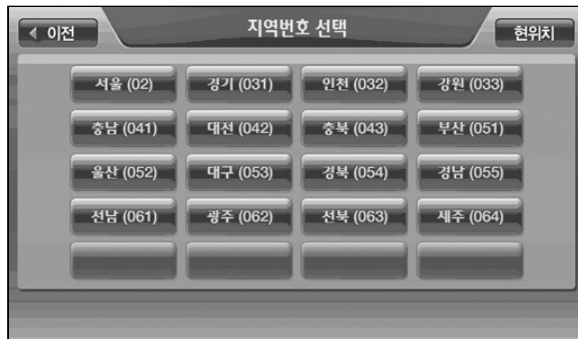 이전 지역번호 선택 현위치
서울 (02) 경기 (031) 인천 (032) 강원 (033)
충남 (041) 대전 (042) 충북 (043) 부산 (051)
울산 (052) 대구 (053) 경북 (054) 경남 (055)
전남 (061) 광주 (062) 전북 (063) 제주 (064)